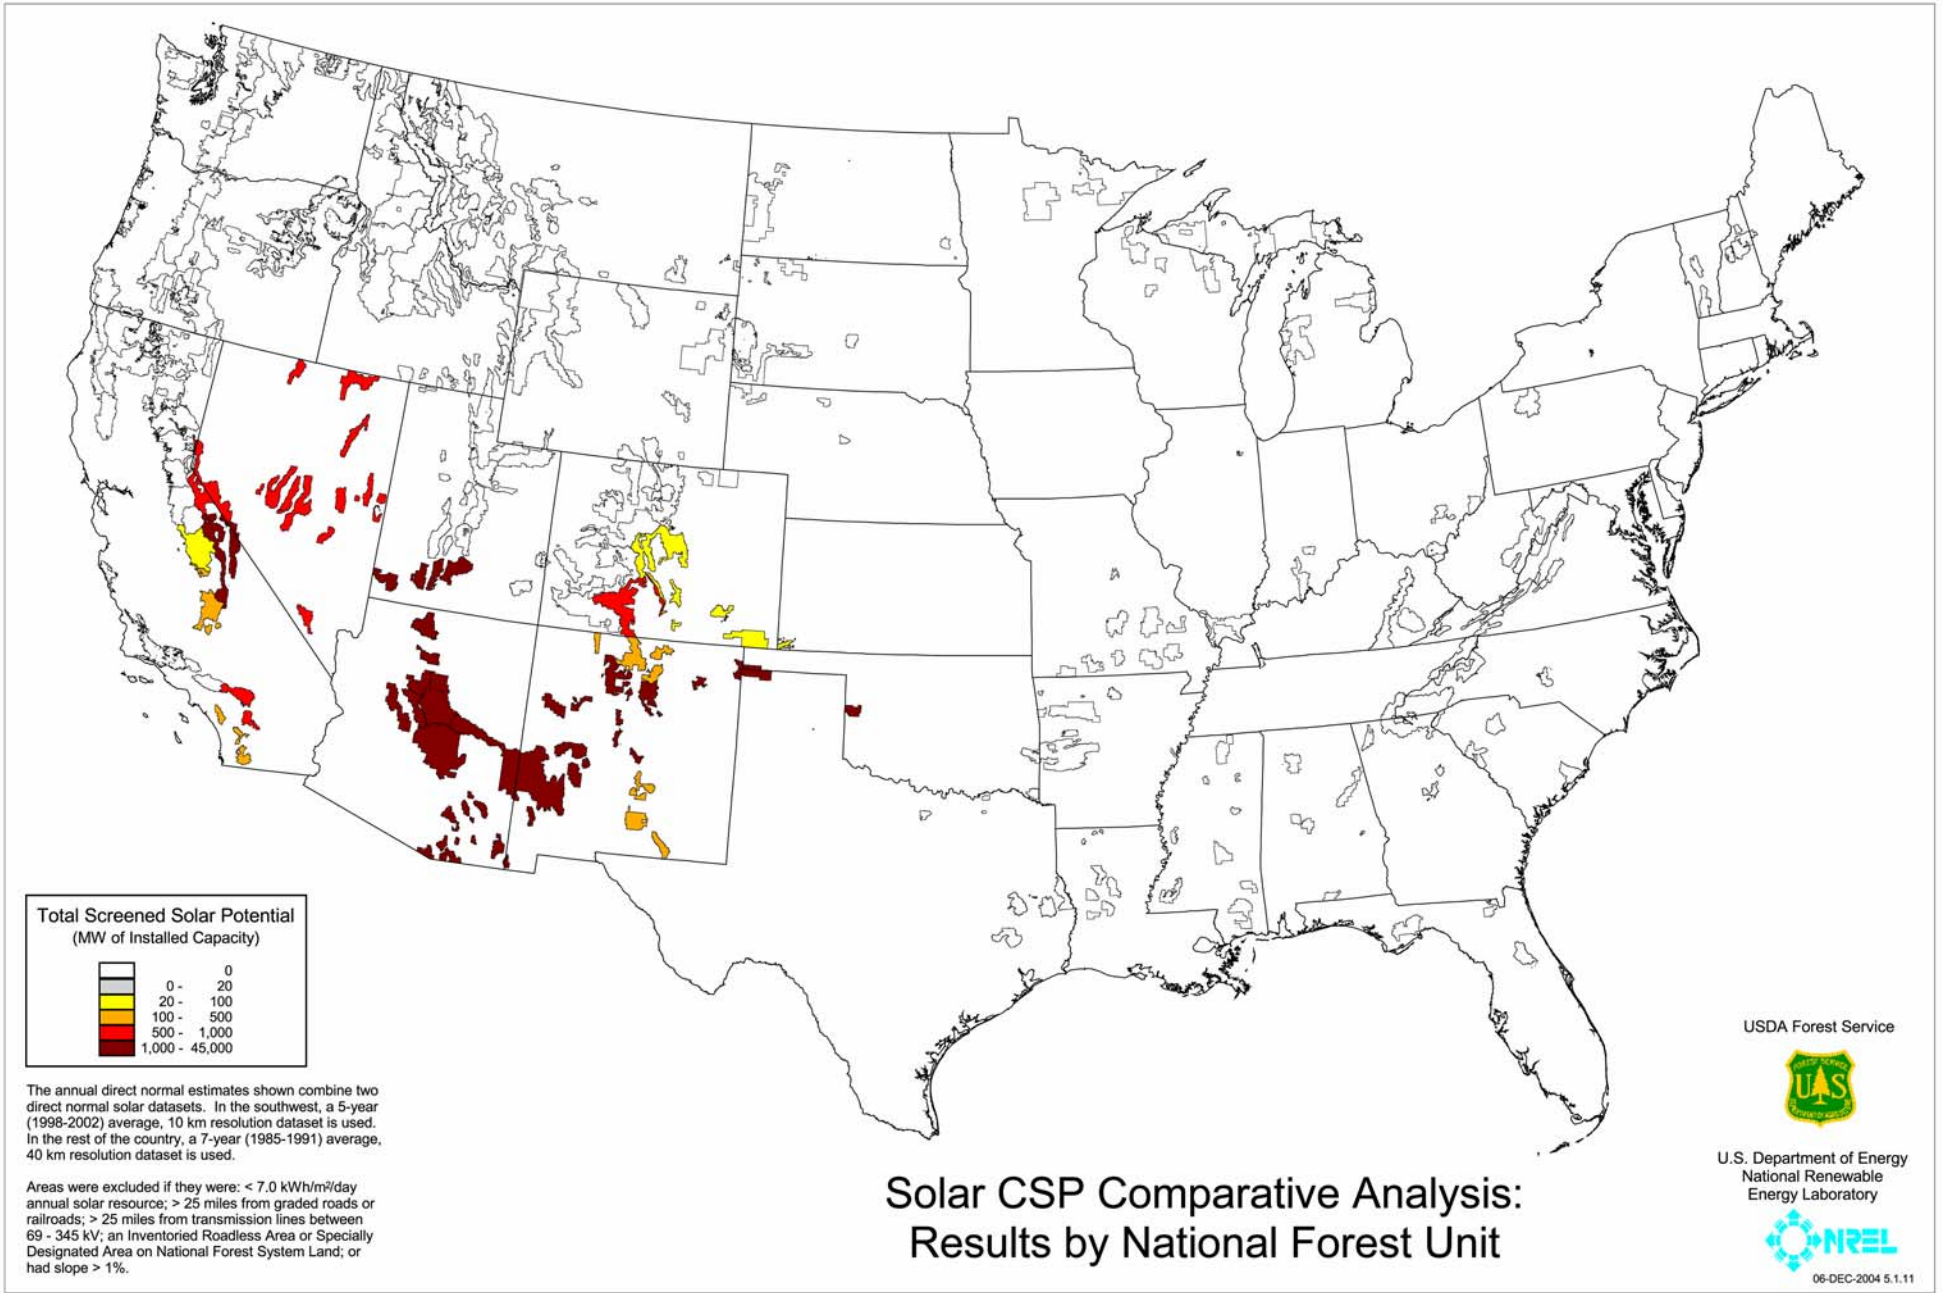 Total Screened Solar Potential
(MW of Installed Capacity)
0
0 - 20
20 - 100
100 - 500
500 - 1,000
1,000 - 45,000
The annual direct normal estimates shown combine two
direct normal solar datasets. In the southwest, a 5-year
(1998-2002) average, 10 km resolution dataset is used.
In the rest of the country, a 7-year (1985-1991) average,
40 km resolution dataset is used.
Areas were excluded if they were: < 7.0 kWh/m²/day
annual solar resource; > 25 miles from graded roads or
railroads; > 25 miles from transmission lines between
69 - 345 kV; an Inventoried Roadless Area or Specially
Designated Area on National Forest System Land; or
had slope > 1%.
Solar CSP Comparative Analysis:
Results by National Forest Unit
USDA Forest Service
FOREST SERVICE
U S
DEPARTMENT OF AGRICULTURE
U.S. Department of Energy
National Renewable
Energy Laboratory
NREL
06-DEC-2004 5.1.11